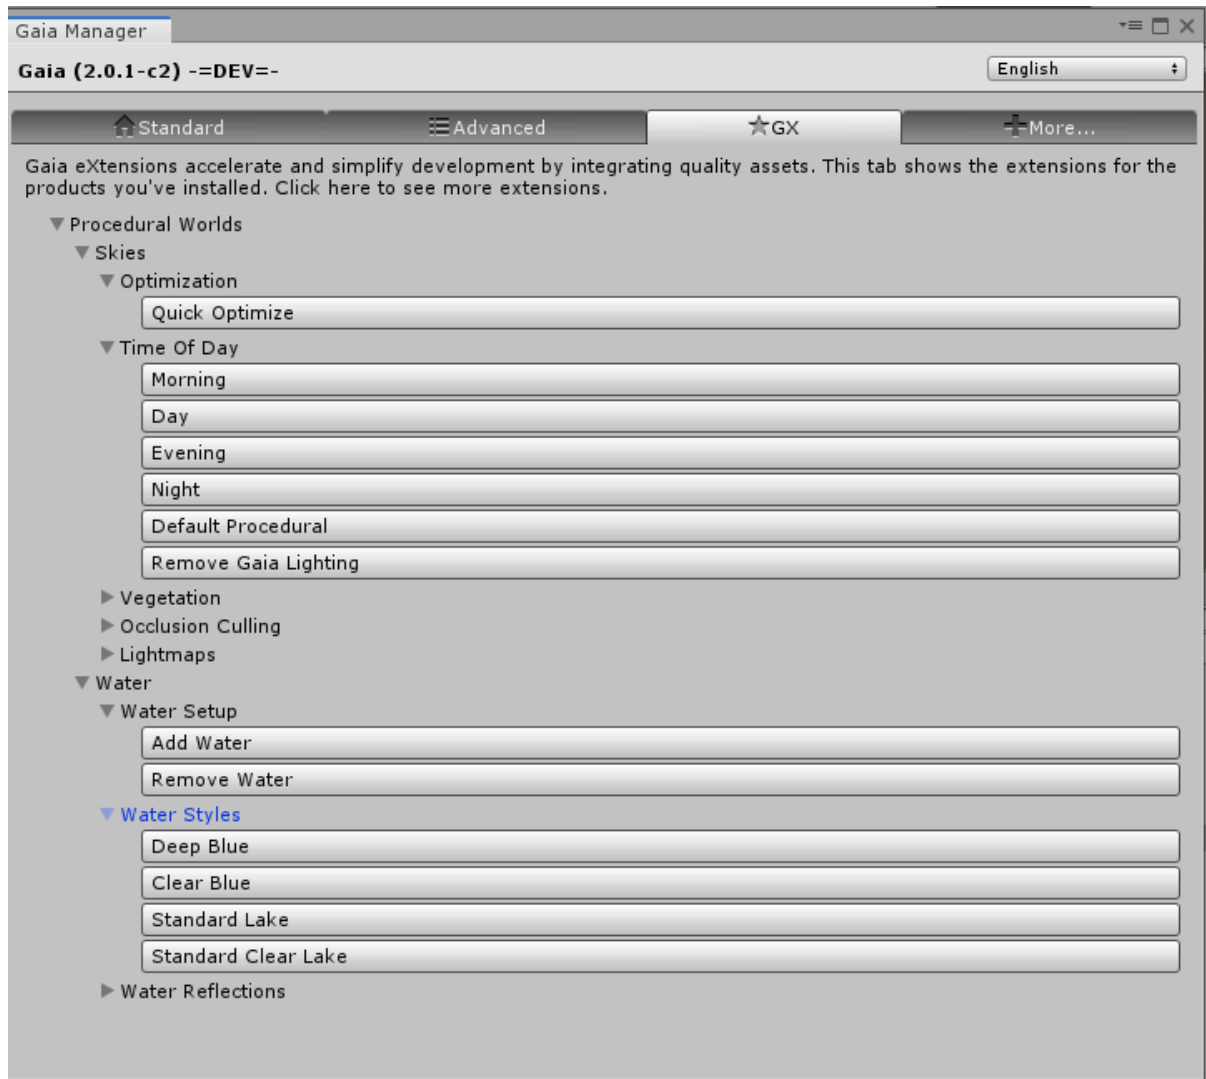 Gaia Manager
Gaia (2.0.1-c2) -=DEV=-
English
Standard
Advanced
GX
More...
Gaia eXtensions accelerate and simplify development by integrating quality assets. This tab shows the extensions for the
products you've installed. Click here to see more extensions.
Procedural Worlds
Skies
Optimization
Quick Optimize
Time Of Day
Morning
Day
Evening
Night
Default Procedural
Remove Gaia Lighting
Vegetation
Occlusion Culling
Lightmaps
Water
Water Setup
Add Water
Remove Water
Water Styles
Deep Blue
Clear Blue
Standard Lake
Standard Clear Lake
Water Reflections